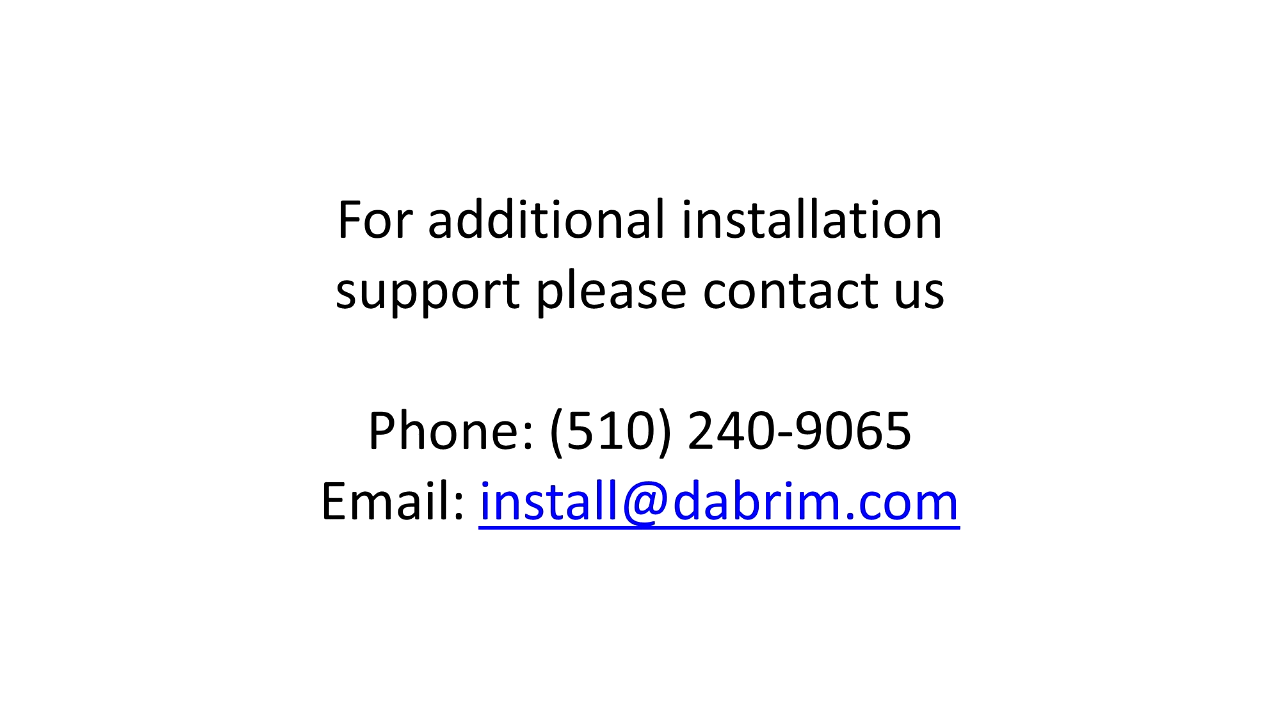 For additional installation
support please contact us
Phone: (510) 240-9065
Email: install@dabrim.com